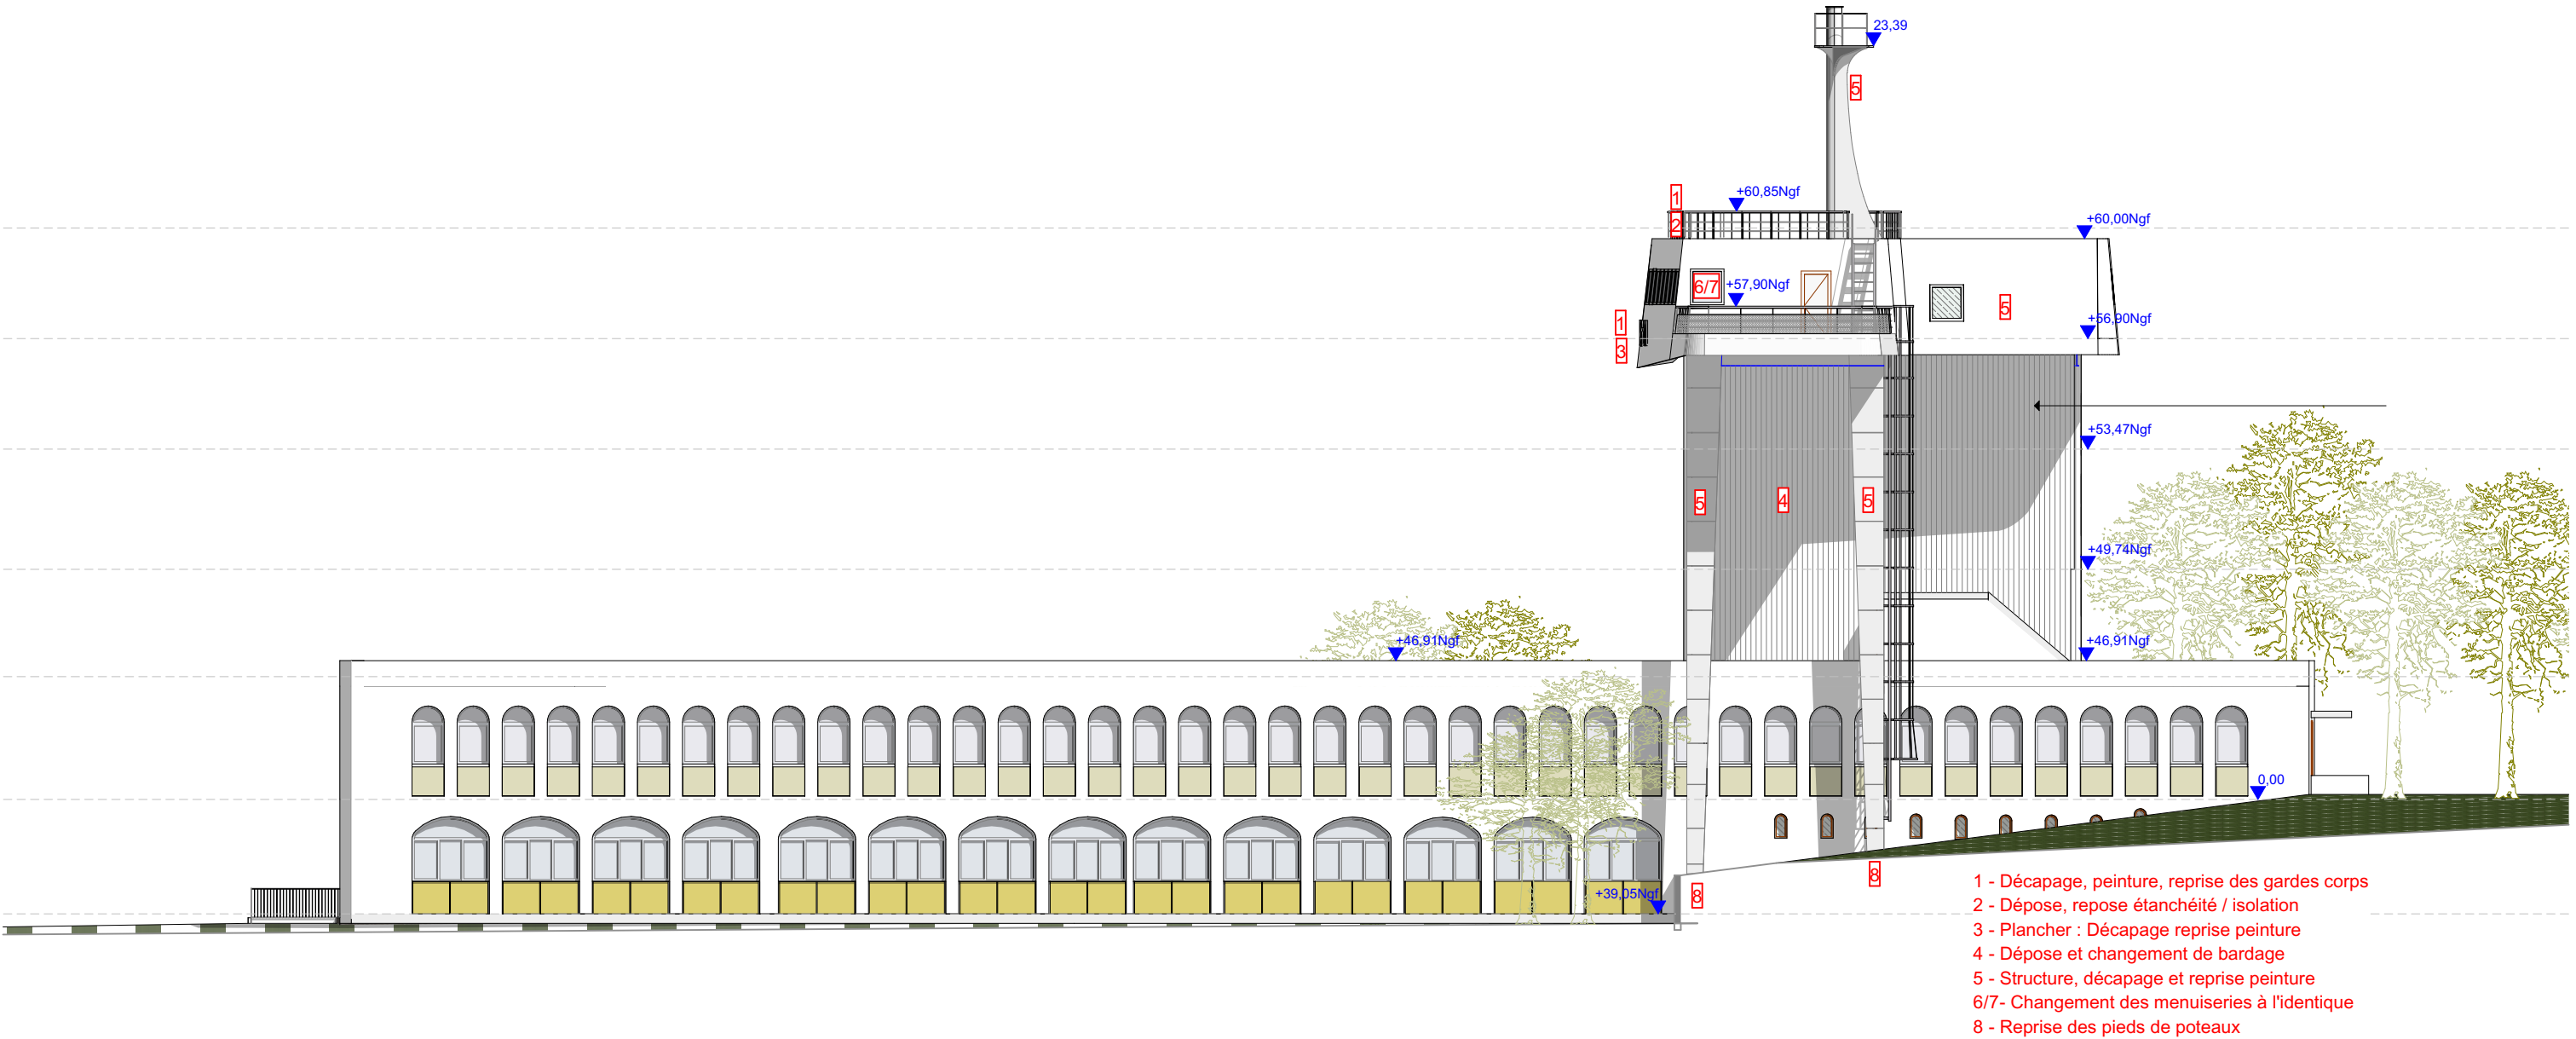 23,39
5
1
+60,85Ngf
2
+60,00Ngf
6/7
+57,90Ngf
5
1
+56,90Ngf
3
+53,47Ngf
5
4
5
+49,74Ngf
+46,91Ngf
+46,91Ngf
0,00
8
+39,05Ngf
8
1 - Décapage, peinture, reprise des gardes corps
2 - Dépose, repose étanchéité / isolation
3 - Plancher : Décapage reprise peinture
4 - Dépose et changement de bardage
5 - Structure, décapage et reprise peinture
6/7- Changement des menuiseries à l'identique
8 - Reprise des pieds de poteaux